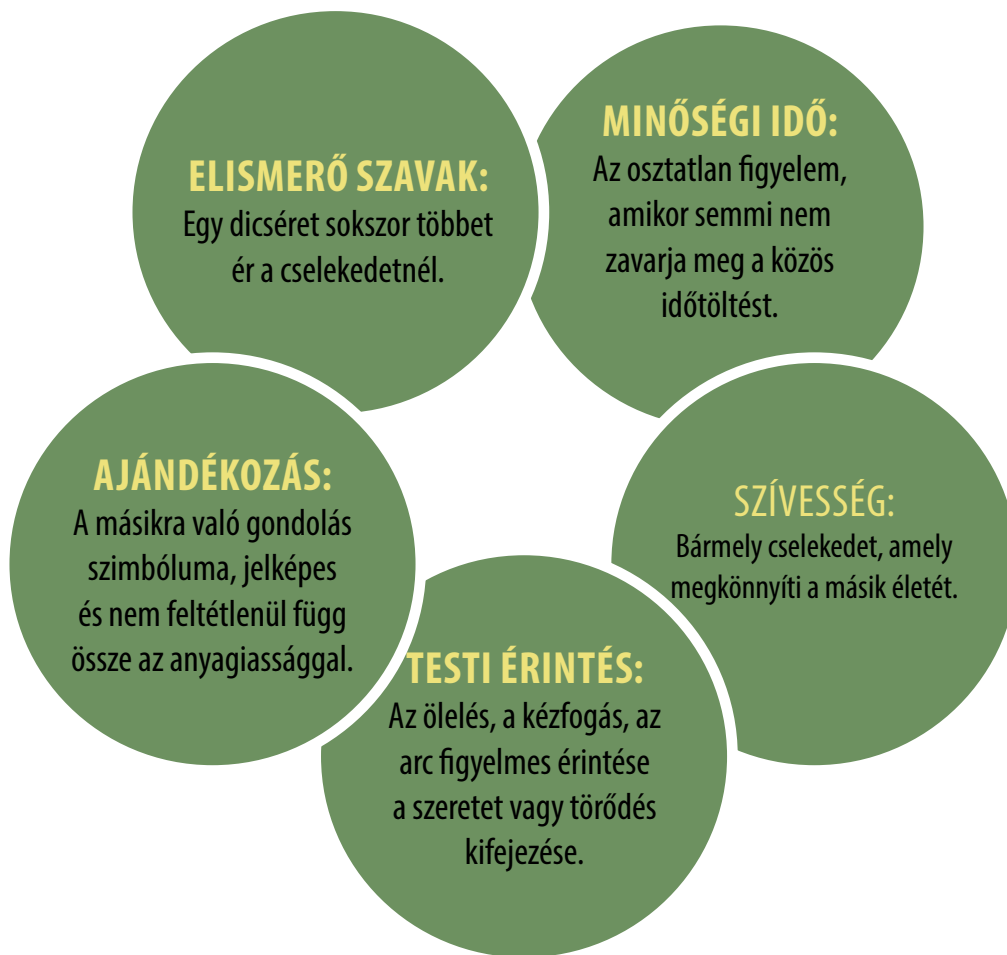 ELISMERŐ SZAVAK:
Egy dicséret sokszor többet
ér a cselekedetnél.
MINŐSÉGI IDŐ:
Az osztatlan figyelem,
amikor semmi nem
zavarja meg a közös
időtöltést.
AJÁNDÉKOZÁS:
A másikra való gondolás
szimbóluma, jelképes
és nem feltétlenül függ
össze az anyagiassággal.
SZÍVESSÉG:
Bármely cselekedet, amely
megkönnyíti a másik életét.
TESTI ÉRINTÉS:
Az ölelés, a kézfogás, az
arc figyelmes érintése
a szeretet vagy törődés
kifejezése.